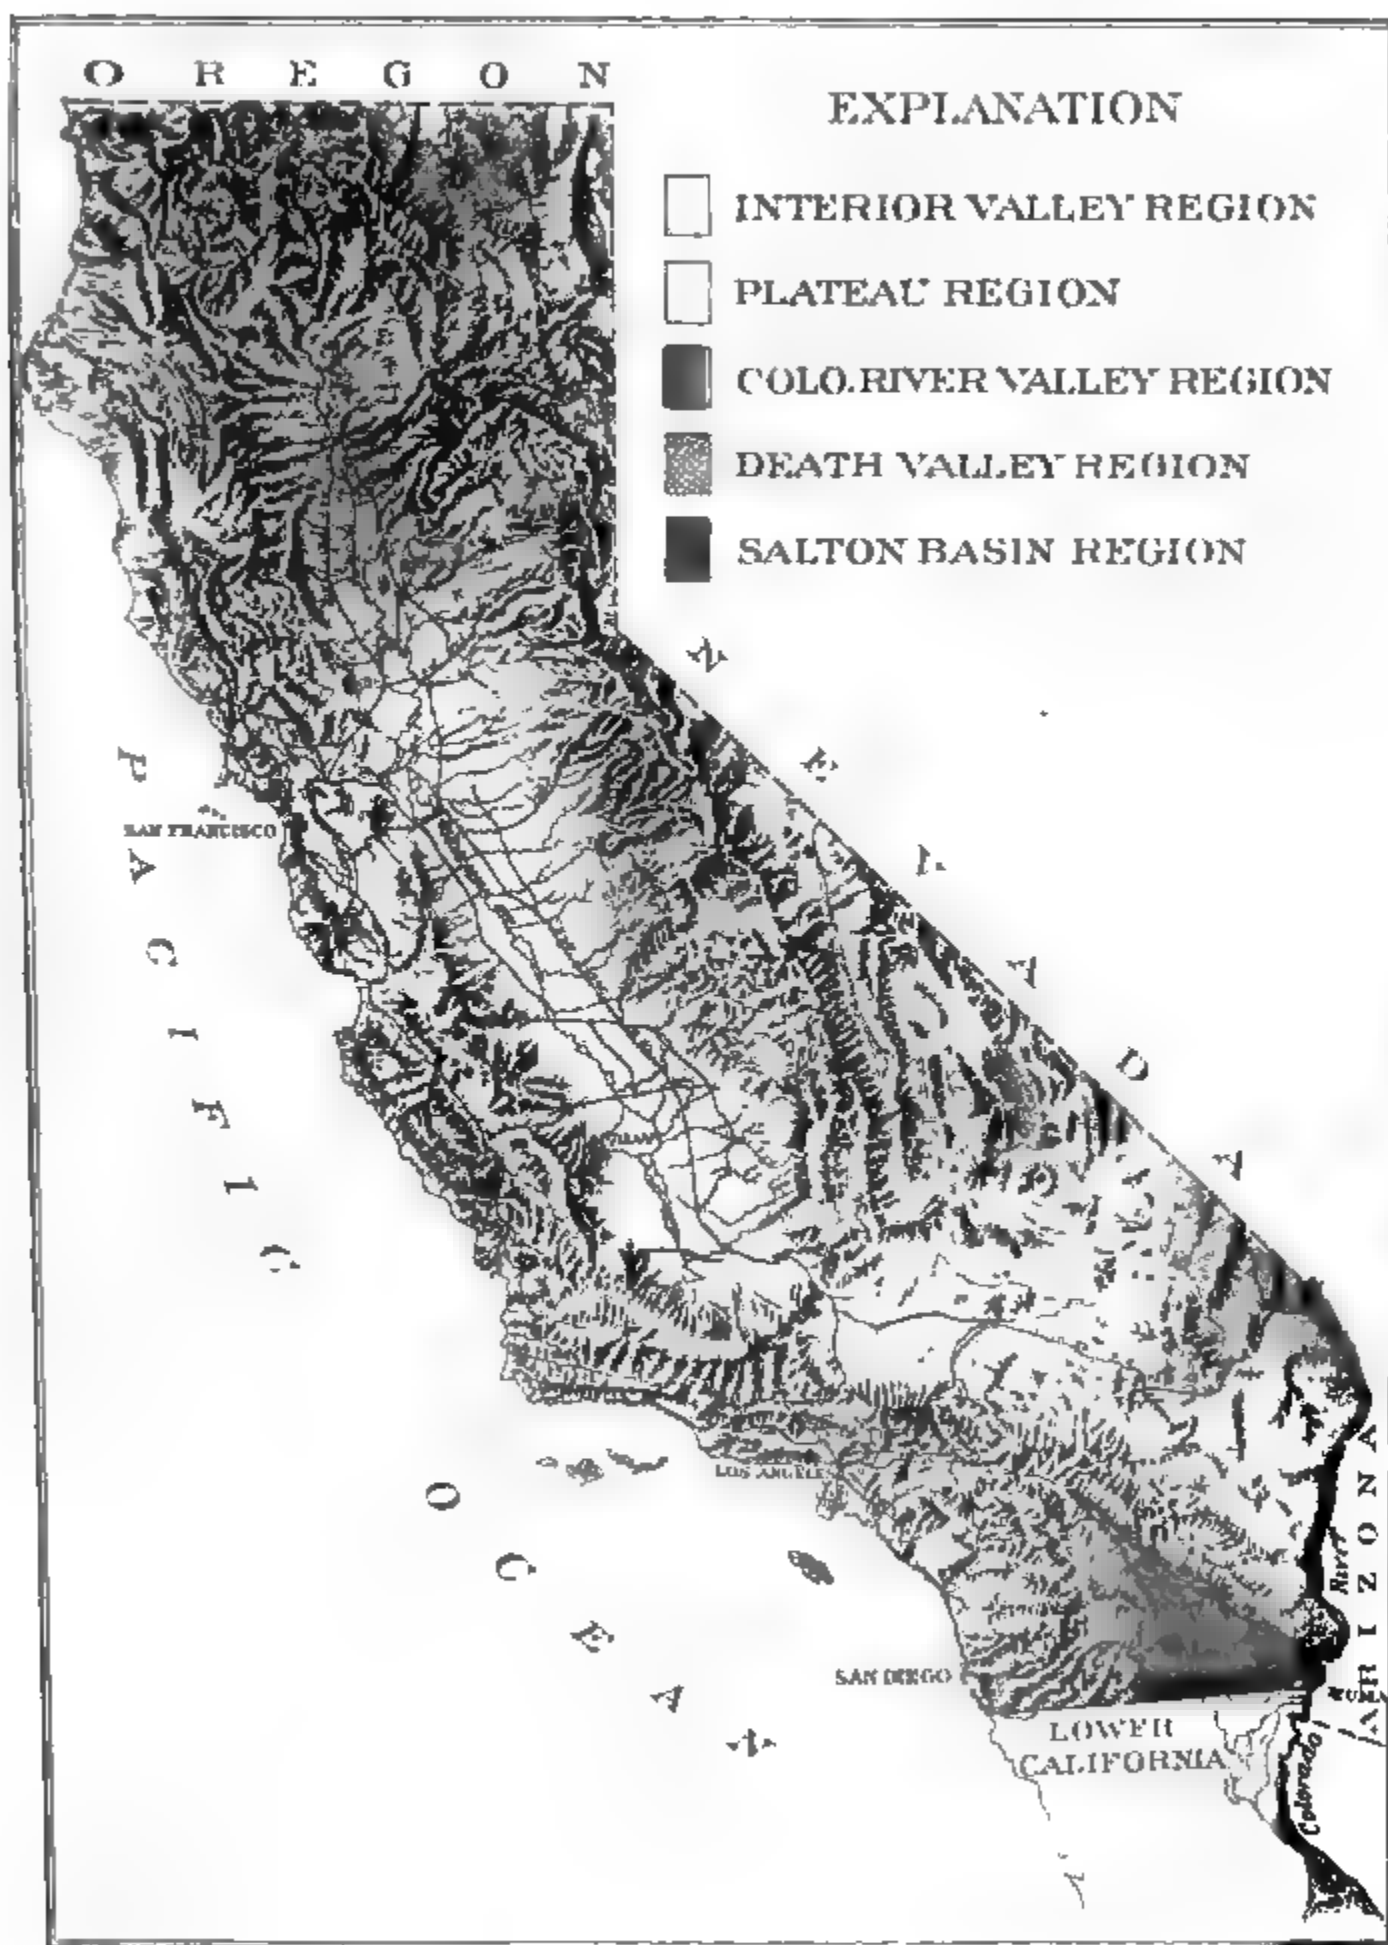 OREGON
EXPLANATION
INTERIOR VALLEY REGION
PLATEAU REGION
COLO. RIVER VALLEY REGION
DEATH VALLEY REGION
SALTON BASIN REGION
NEVADA
PACIFIC
SAN FRANCISCO
OCEAN
LOS ANGELES
ARIZONA
River
SAN DIEGO
LOWER
CALIFORNIA
Colorado